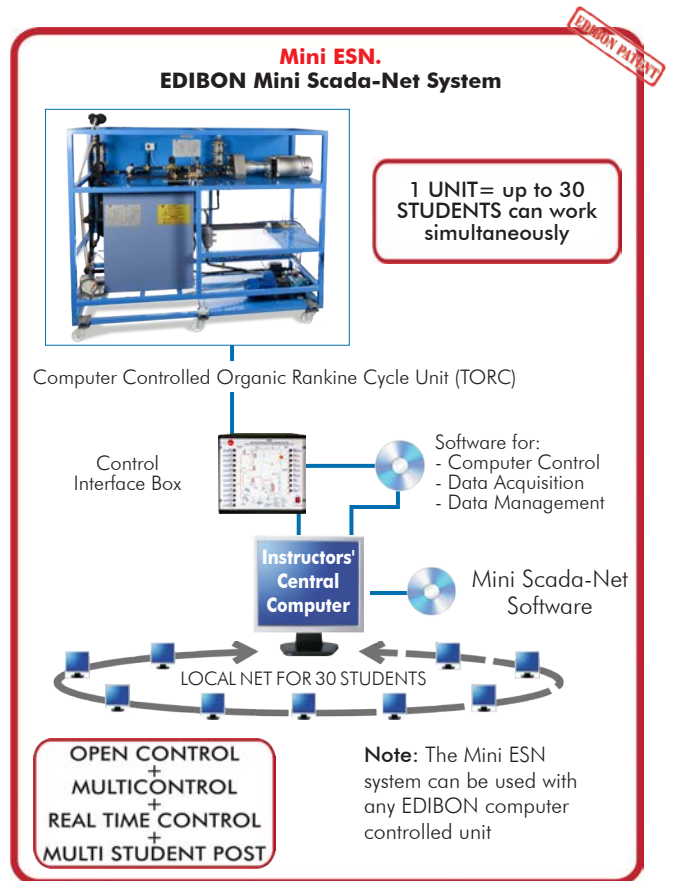 EDIBON PATENT
Mini ESN.
EDIBON Mini Scada-Net System
1 UNIT= up to 30
STUDENTS can work
simultaneously
Computer Controlled Organic Rankine Cycle Unit (TORC)
Control
Interface Box
Software for:
- Computer Control
- Data Acquisition
- Data Management
Instructors'
Central
Computer
Mini Scada-Net
Software
LOCAL NET FOR 30 STUDENTS
OPEN CONTROL
+
MULTICONTROL
+
REAL TIME CONTROL
+
MULTI STUDENT POST
Note: The Mini ESN
system can be used with
any EDIBON computer
controlled unit